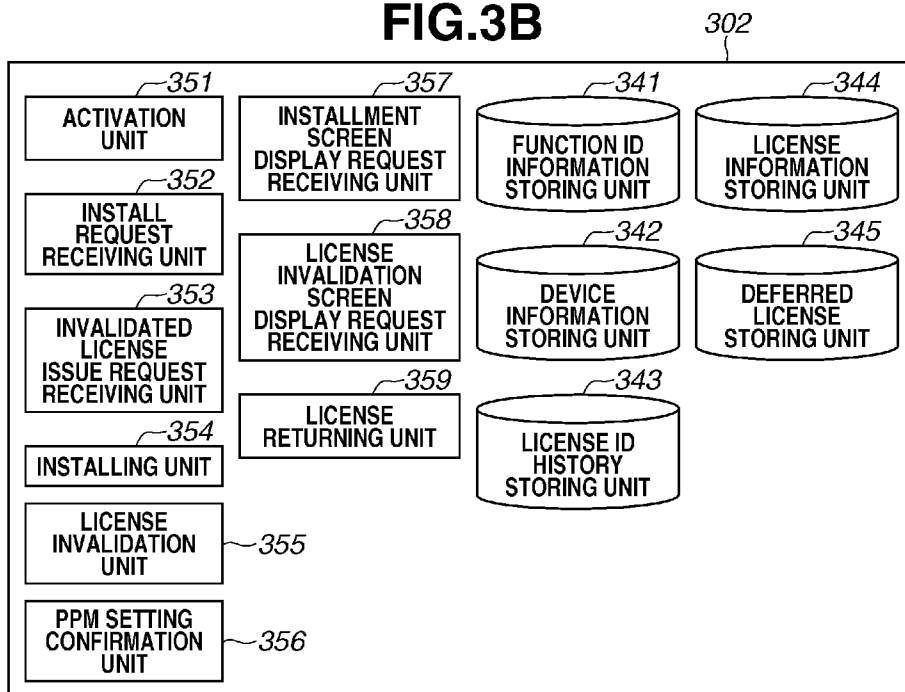 FIG.3B
302
351
ACTIVATION
UNIT
352
INSTALL
REQUEST
RECEIVING UNIT
353
INVALIDATED
LICENSE
ISSUE REQUEST
RECEIVING UNIT
354
INSTALLING UNIT
LICENSE
INVALIDATION
UNIT
355
PPM SETTING
CONFIRMATION
UNIT
356
357
INSTALLMENT
SCREEN
DISPLAY REQUEST
RECEIVING UNIT
358
LICENSE
INVALIDATION
SCREEN
DISPLAY REQUEST
RECEIVING UNIT
359
LICENSE
RETURNING UNIT
341
FUNCTION ID
INFORMATION
STORING UNIT
342
DEVICE
INFORMATION
STORING UNIT
343
LICENSE ID
HISTORY
STORING UNIT
344
LICENSE
INFORMATION
STORING UNIT
345
DEFERRED
LICENSE
STORING UNIT